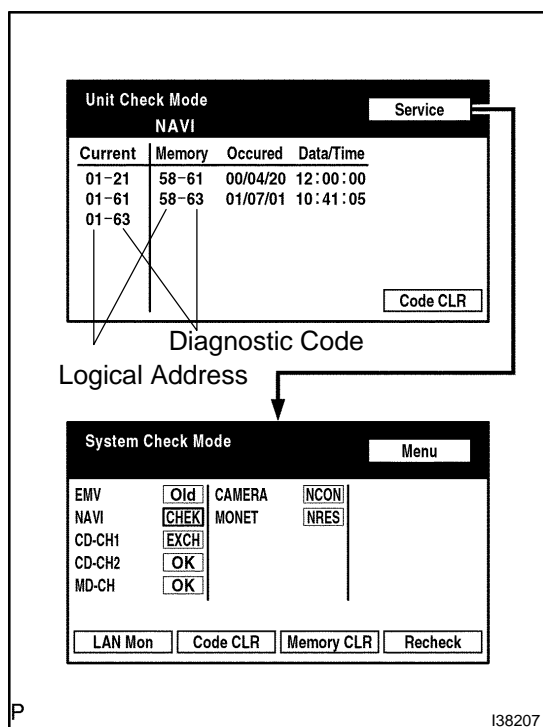 Unit Check Mode
Service
NAVI
Current Memory Occured Data/Time
01-21 58-61 00/04/20 12:00:00
01-61 58-63 01/07/01 10:41:05
01-63
Code CLR
Diagnostic Code
Logical Address
System Check Mode
Menu
EMV Old CAMERA NCON
NAVI CHEK MONET NRES
CD-CH1 EXCH
CD-CH2 OK
MD-CH OK
LAN Mon Code CLR Memory CLR Recheck
P
I38207